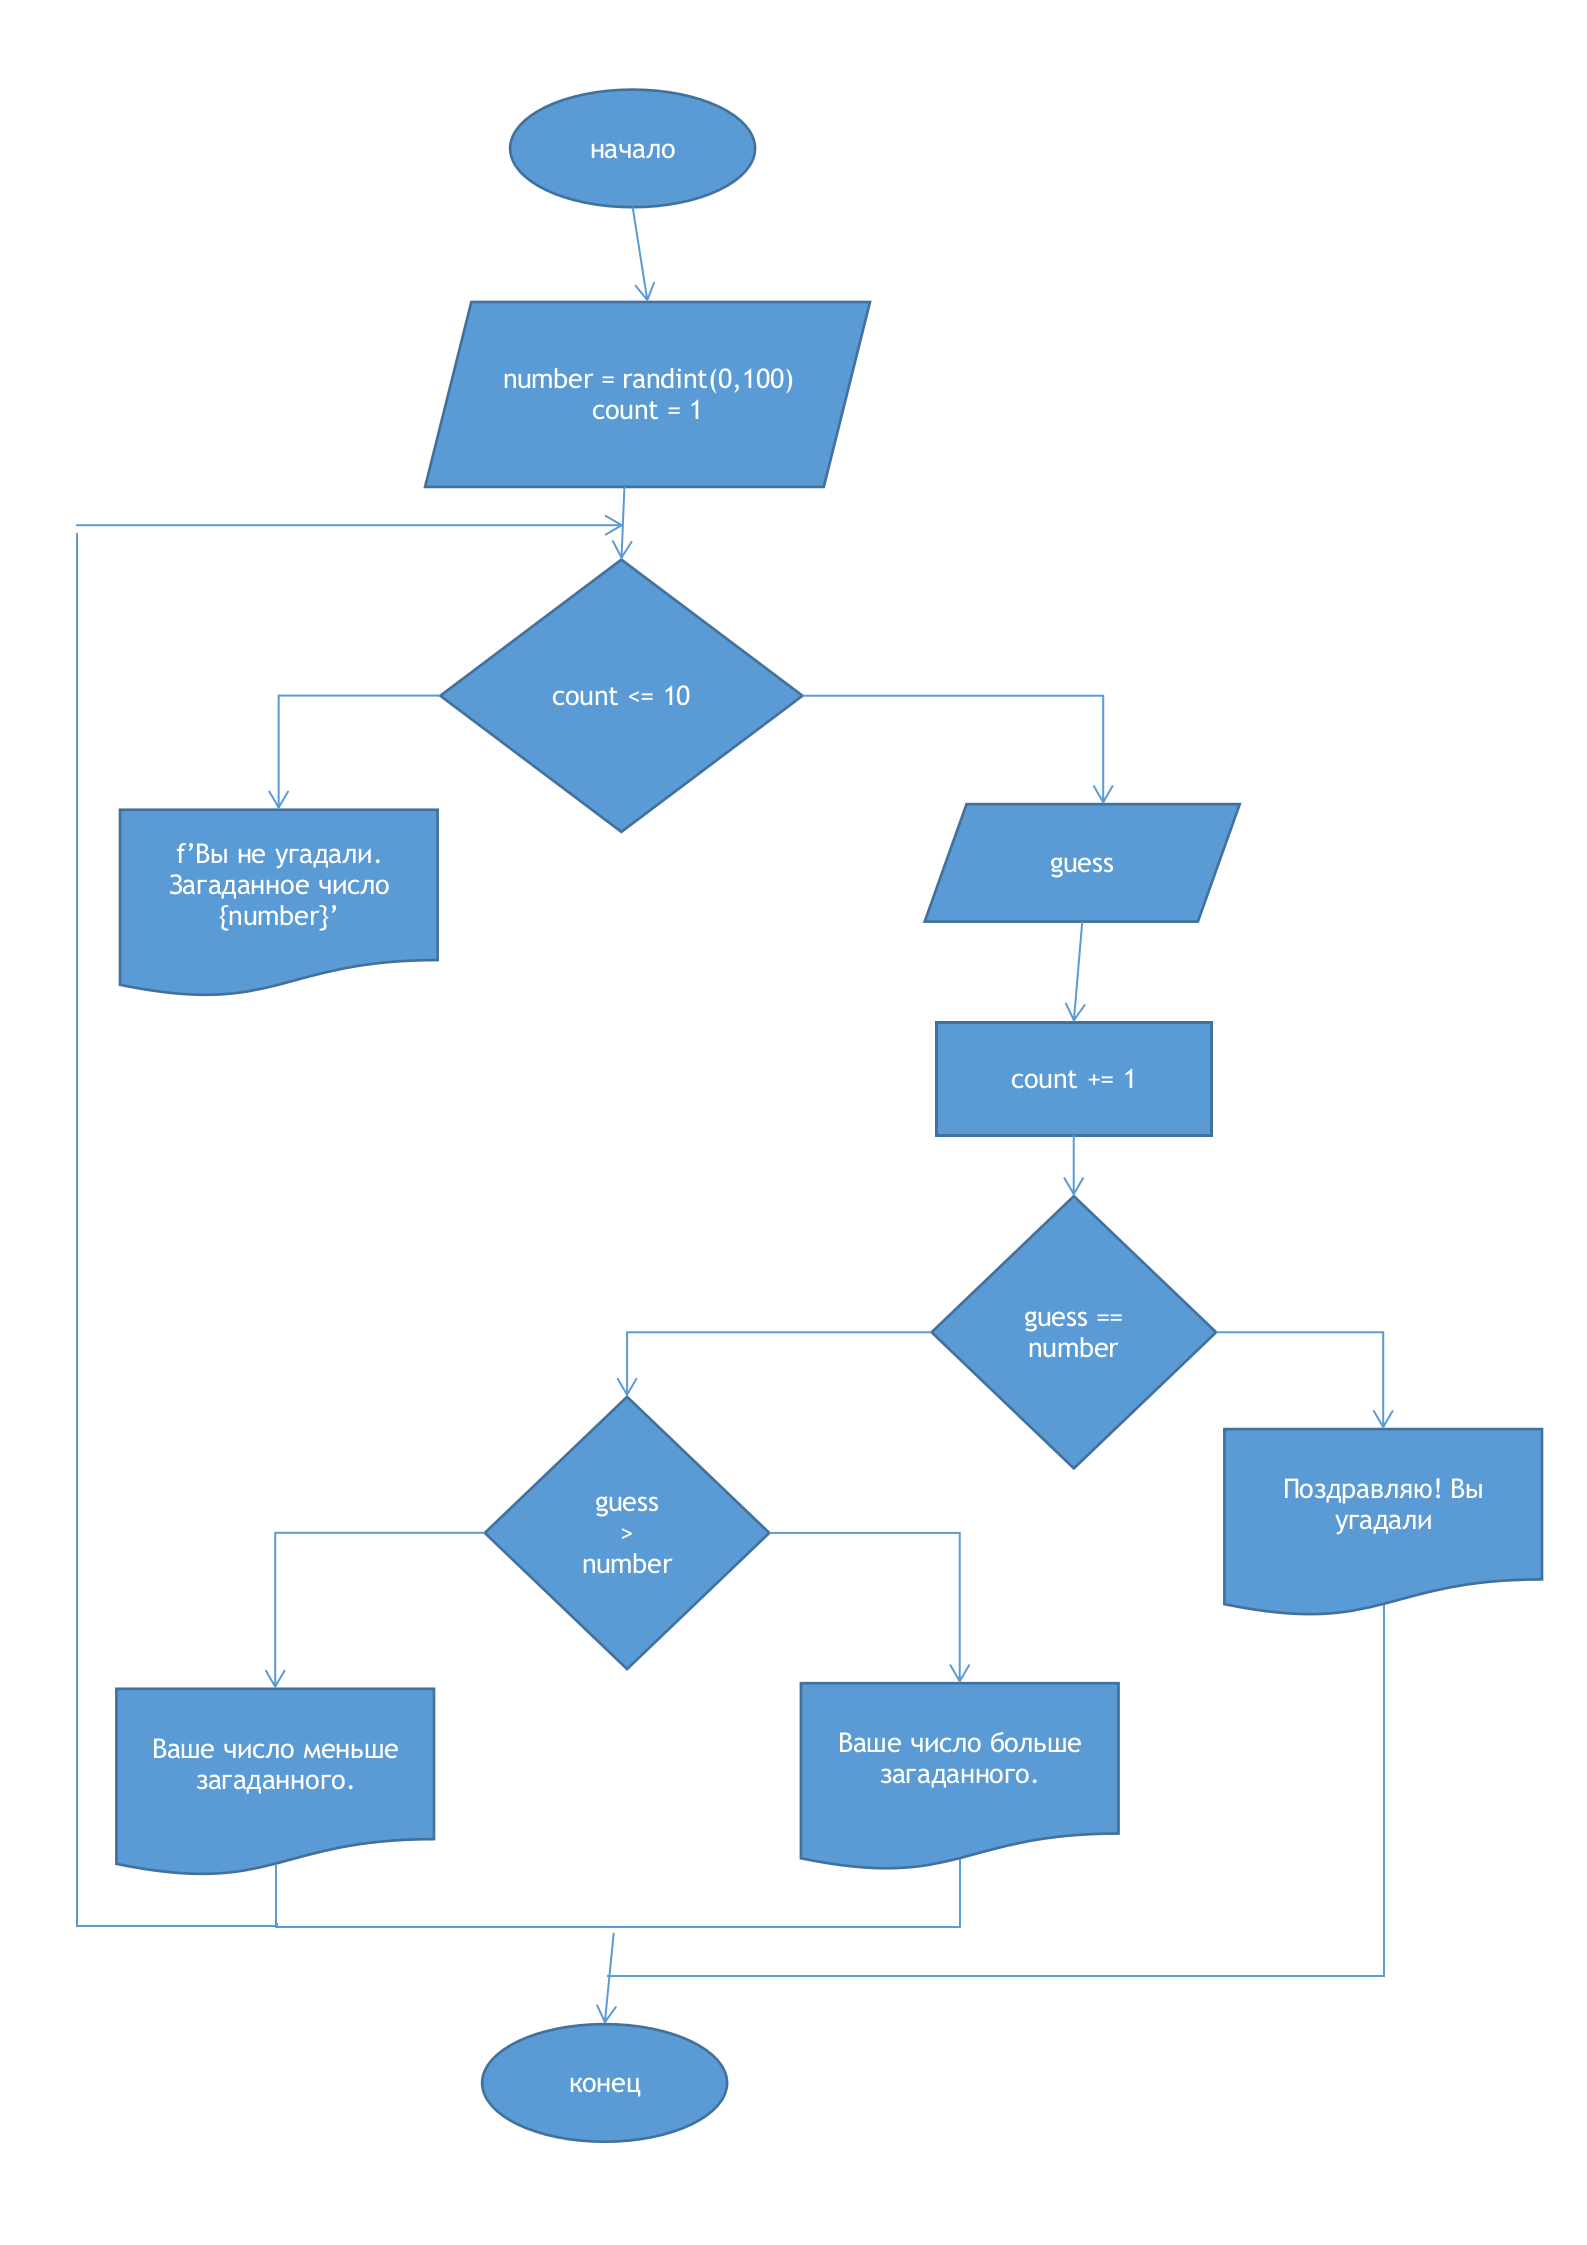 начало
number = randint(0,100)
count = 1
count <= 10
f’Вы не угадали.
Загаданное число
{number}’
guess
count += 1
guess ==
number
guess
>
number
Поздравляю! Вы
угадали
Ваше число меньше
загаданного.
Ваше число больше
загаданного.
конец